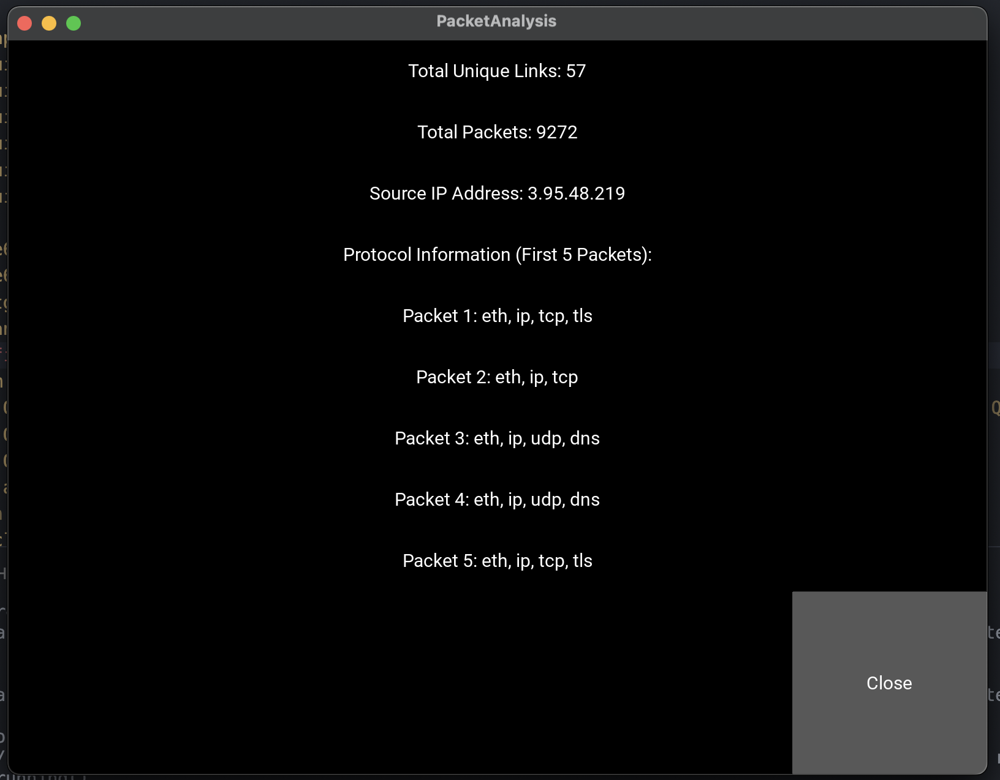 PacketAnalysis
Total Unique Links: 57
Total Packets: 9272
Source IP Address: 3.95.48.219
Protocol Information (First 5 Packets):
Packet 1: eth, ip, tcp, tls
Packet 2: eth, ip, tcp
Packet 3: eth, ip, udp, dns
Packet 4: eth, ip, udp, dns
Packet 5: eth, ip, tcp, tls
Close